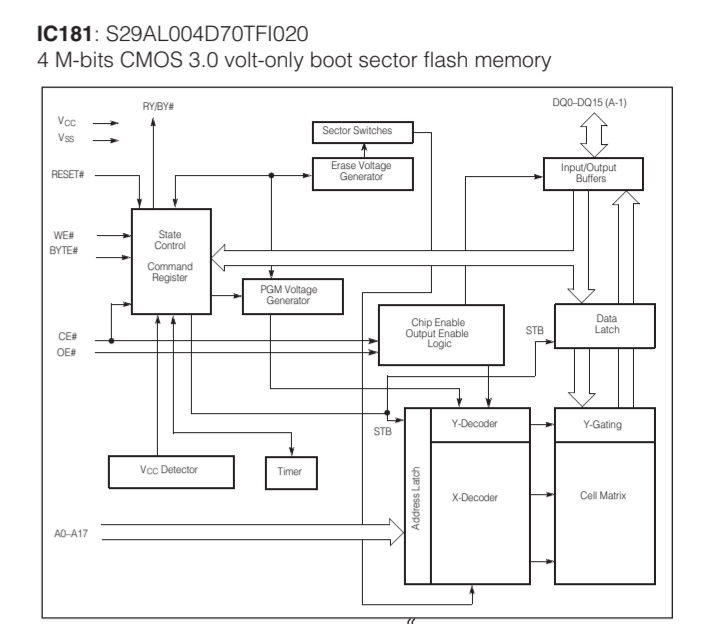 IC181: S29AL004D70TFI020
4 M-bits CMOS 3.0 volt-only boot sector flash memory
RY/BY#
DQ0–DQ15 (A-1)
VCC
VSS
Sector Switches
Erase Voltage
Generator
Input/Output
Buffers
RESET#
WE#
BYTE#
State
Control
Command
Register
PGM Voltage
Generator
Chip Enable
Output Enable
Logic
STB
Data
Latch
CE#
OE#
STB
Y-Decoder
Y-Gating
VCC Detector
Timer
Address Latch
X-Decoder
Cell Matrix
A0–A17